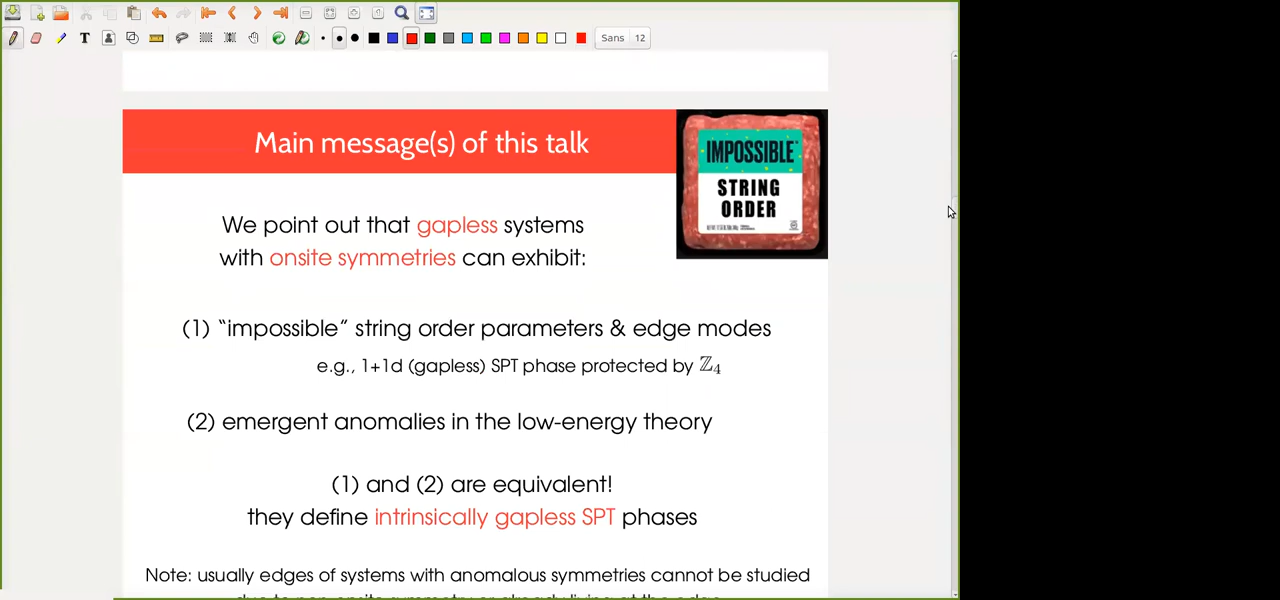 Sans 12
Main message(s) of this talk
IMPOSSIBLE
STRING
ORDER
We point out that gapless systems
with onsite symmetries can exhibit:
(1) “impossible” string order parameters & edge modes
e.g., 1+1d (gapless) SPT phase protected by ℤ₄
(2) emergent anomalies in the low-energy theory
(1) and (2) are equivalent!
they define intrinsically gapless SPT phases
Note: usually edges of systems with anomalous symmetries cannot be studied